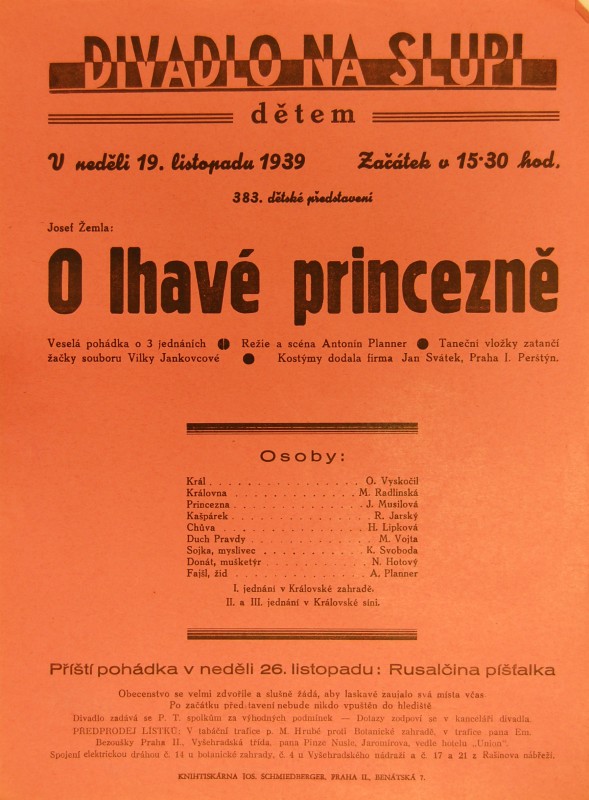 DIVADLO NA SLUPI
dětem
V neděli 19. listopadu 1939 Začátek v 15·30 hod.
383. dětské představení
Josef Žemla:
O lhavé princezně
Veselá pohádka o 3 jednáních ● Režie a scéna Antonín Planner ● Taneční vložky zatančí
žačky souboru Vilky Jankovcové ● Kostýmy dodala firma Jan Svátek, Praha I. Perštýn.
Osoby:
Král . . . . . . . . . . . . . . . . O. Vyskočil
Královna . . . . . . . . . . . . . M. Radlinská
Princezna . . . . . . . . . . . . . J. Musilová
Kašpárek . . . . . . . . . . . . . . R. Jarský
Chůva . . . . . . . . . . . . . . . H. Lipková
Duch Pravdy . . . . . . . . . . . . . M. Vojta
Sojka, myslivec . . . . . . . . . . K. Svoboda
Donát, mušketýr . . . . . . . . . . N. Hotový
Fajšl, žid . . . . . . . . . . . . . A. Planner
I. jednání v Královské zahradě.
II. a III. jednání v Královské síni.
Příští pohádka v neděli 26. listopadu: Rusalčina píšťalka
Obecenstvo se velmi zdvořile a slušně žádá, aby laskavě zaujalo svá místa včas.
Po začátku před·tavení nebude nikdo vpuštěn do hlediště.
Divadlo zadává se P. T. spolkům za výhodných podmínek — Dotazy zodpoví se v kanceláři divadla.
PŘEDPRODEJ LÍSTKŮ: V tabáční trafice p. M. Hrubé proti Botanické zahradě, v trafice pana Em.
Bezoušky Praha II., Vyšehradská třída, pana Pinze Nusle, Jaromírova, vedle hotelu „Union".
Spojení elektrickou dráhou č. 14 u botanické zahrady, č. 4 u Vyšehradského nádraží a č. 17 a 21 z Rašínova nábřeží.
KNIHTISKÁRNA JOS. SCHMIEDBERGER, PRAHA II., BENÁTSKÁ 7.